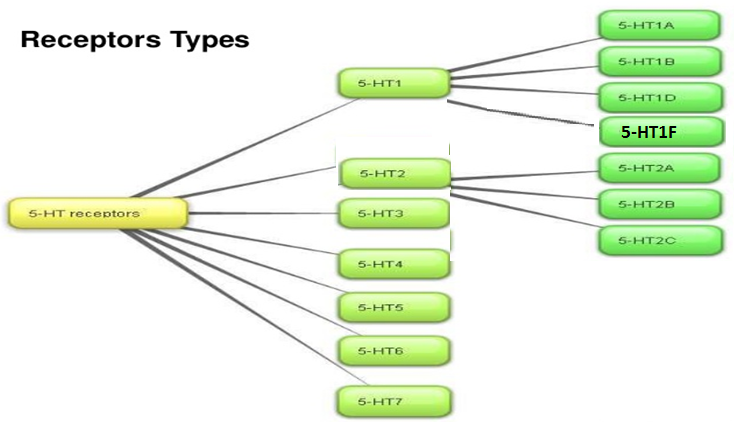 Receptors Types
5-HT receptors
5-HT1
5-HT2
5-HT3
5-HT4
5-HT5
5-HT6
5-HT7
5-HT1A
5-HT1B
5-HT1D
5-HT1F
5-HT2A
5-HT2B
5-HT2C